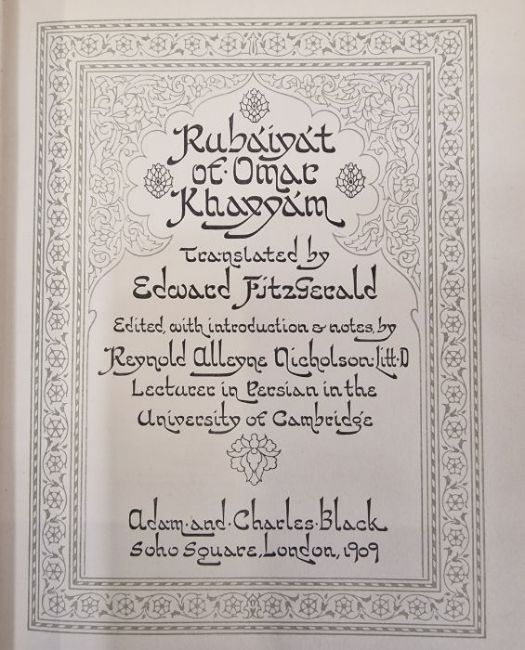 Rubáiyát
of·Omar
Khayyám
Translated by
Edward FitzGerald
Edited, with introduction & notes, by
Reynold Alleyne Nicholson·Litt·D
Lecturer in Persian in the
University of Cambridge
Adam·and·Charles·Black
Soho Square, London, 1909